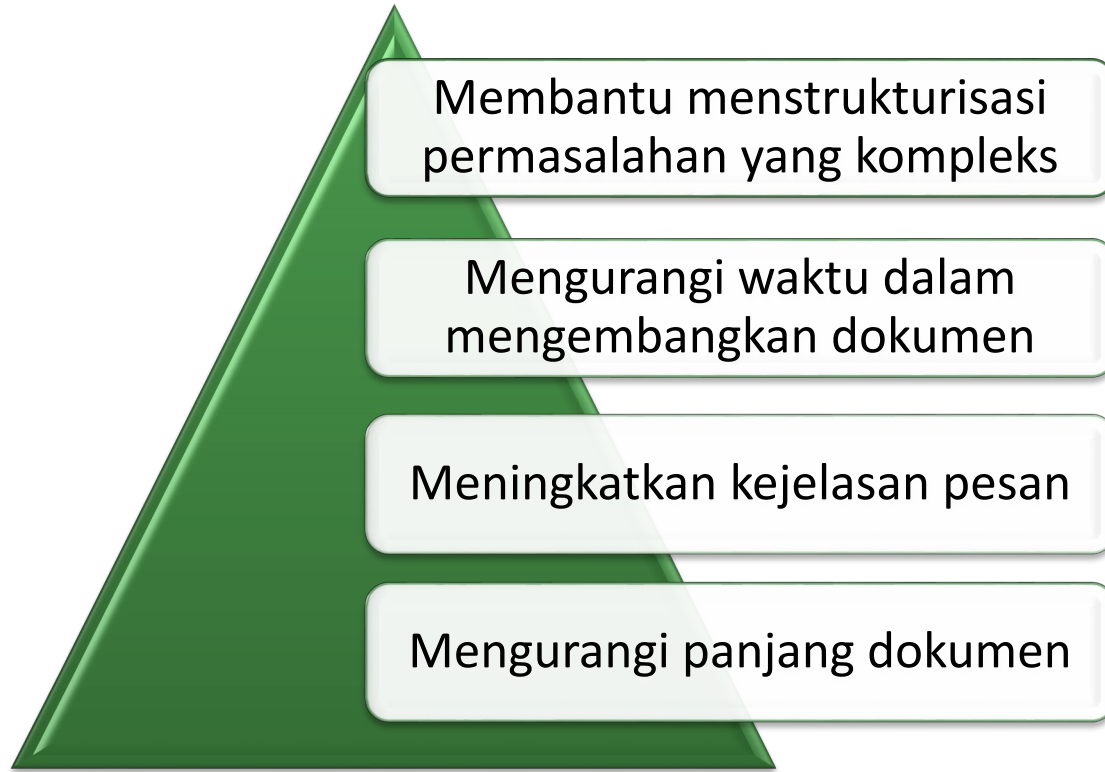 Membantu menstrukturisasi
permasalahan yang kompleks
Mengurangi waktu dalam
mengembangkan dokumen
Meningkatkan kejelasan pesan
Mengurangi panjang dokumen